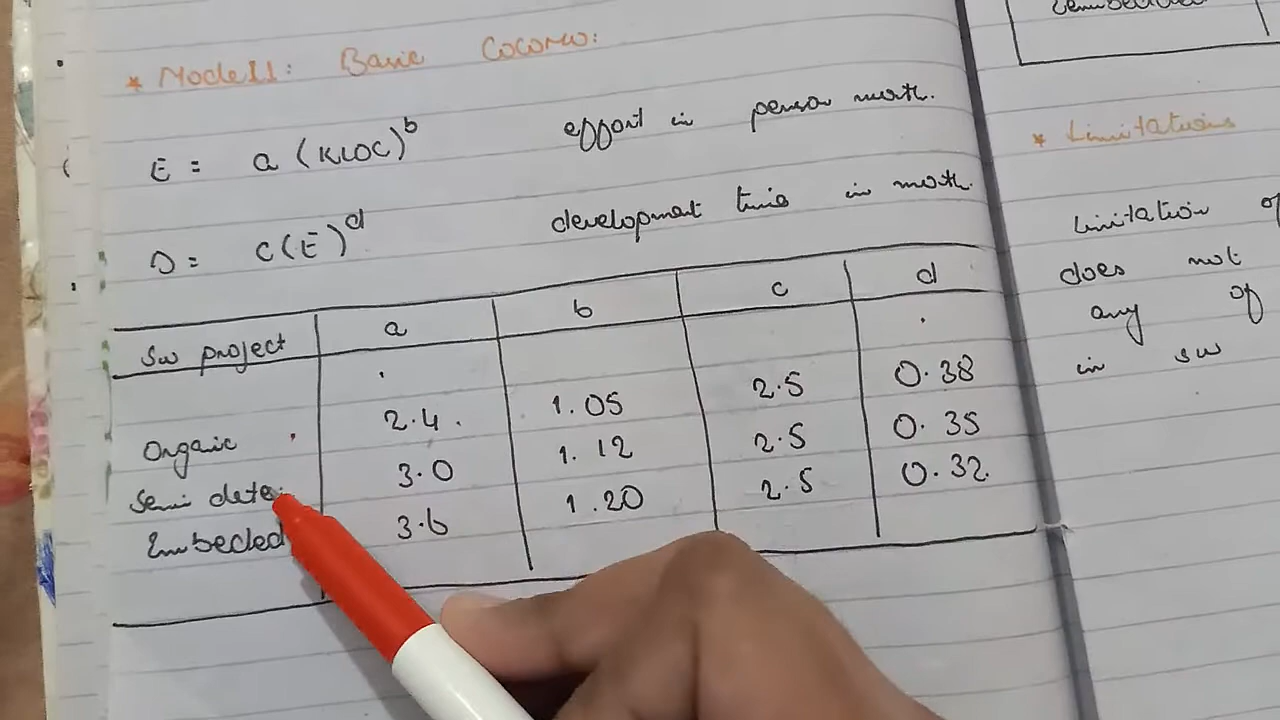 * Model1: Basic Cocomo:
E = a (KLOC)^b effort in person month.
D = C(E)^d development time in month.
SW project a b c d
Organic 2.4 1.05 2.5 0.38
Semi dete 3.0 1.12 2.5 0.35
Embedded 3.6 1.20 2.5 0.32
* Limitations
Limitation of
does not
any of
in sw